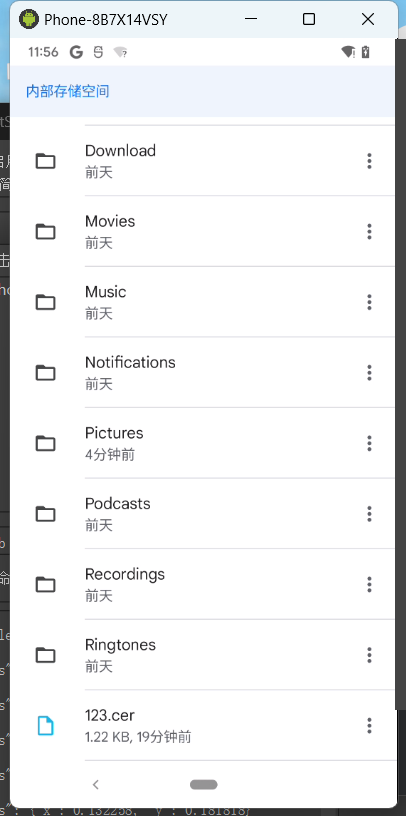 Phone-8B7X14VSY
11:56
内部存储空间
Download
前天
Movies
前天
Music
前天
Notifications
前天
Pictures
4分钟前
Podcasts
前天
Recordings
前天
Ringtones
前天
123.cer
1.22 KB, 19分钟前